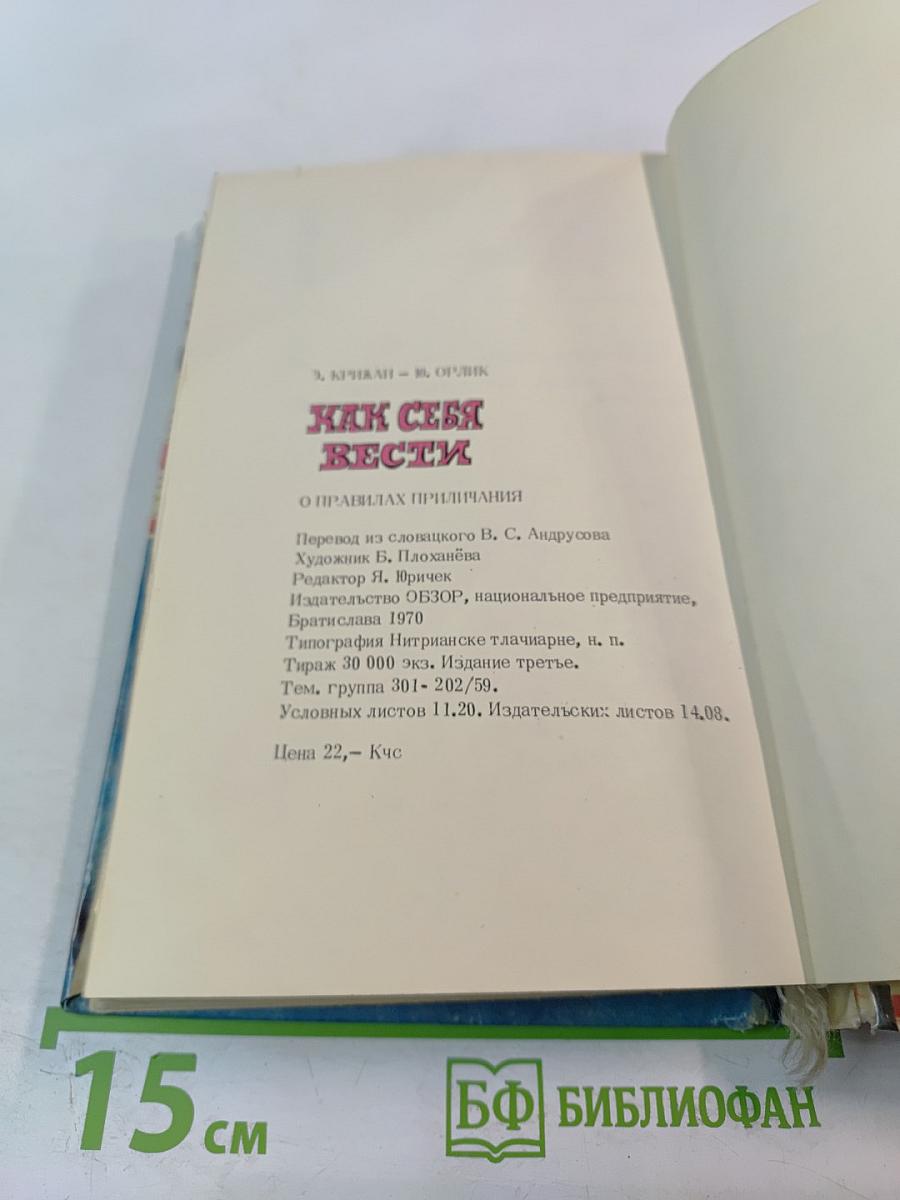 Э. КРИЖАН — Ю. ОРЛИК
КАК СЕБЯ
ВЕСТИ
О ПРАВИЛАХ ПРИЛИЧАНИЯ
Перевод из словацкого В. С. Андрусова
Художник Б. Плоханёва
Редактор Я. Юричек
Издательство ОБЗОР, национальное предприятие,
Братислава 1970
Типография Нитрианске тлачиарне, н. п.
Тираж 30 000 экз. Издание третье.
Тем. группа 301- 202/59.
Условных листов 11.20. Издательских листов 14.08.
Цена 22,— Кчс
15 см
БФ БИБЛИОФАН